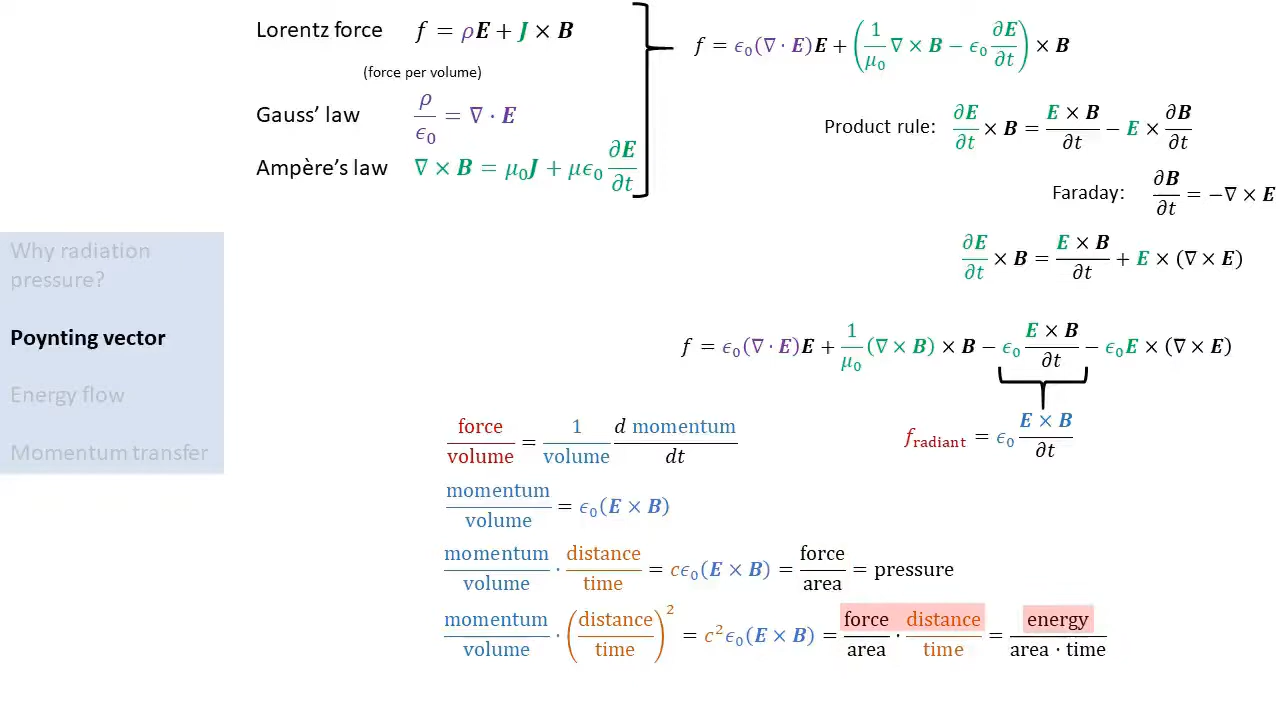 Lorentz force f = ρE + J × B
(force per volume)
Gauss’ law ρ/ϵ₀ = ∇ · E
Ampère’s law ∇ × B = μ₀J + μϵ₀ ∂E/∂t
f = ϵ₀(∇ · E)E + (1/μ₀ ∇ × B − ϵ₀ ∂E/∂t) × B
Product rule: ∂E/∂t × B = E × B/∂t − E × ∂B/∂t
Faraday: ∂B/∂t = −∇ × E
∂E/∂t × B = E × B/∂t + E × (∇ × E)
Why radiation
pressure?
Poynting vector
Energy flow
Momentum transfer
f = ϵ₀(∇ · E)E + 1/μ₀ (∇ × B) × B − ϵ₀ E × B/∂t − ϵ₀E × (∇ × E)
f_radiant = ϵ₀ E × B/∂t
force/volume = 1/volume d momentum/dt
momentum/volume = ϵ₀(E × B)
momentum/volume · distance/time = cϵ₀(E × B) = force/area = pressure
momentum/volume · (distance/time)² = c²ϵ₀(E × B) = force/area · distance/time = energy/area · time